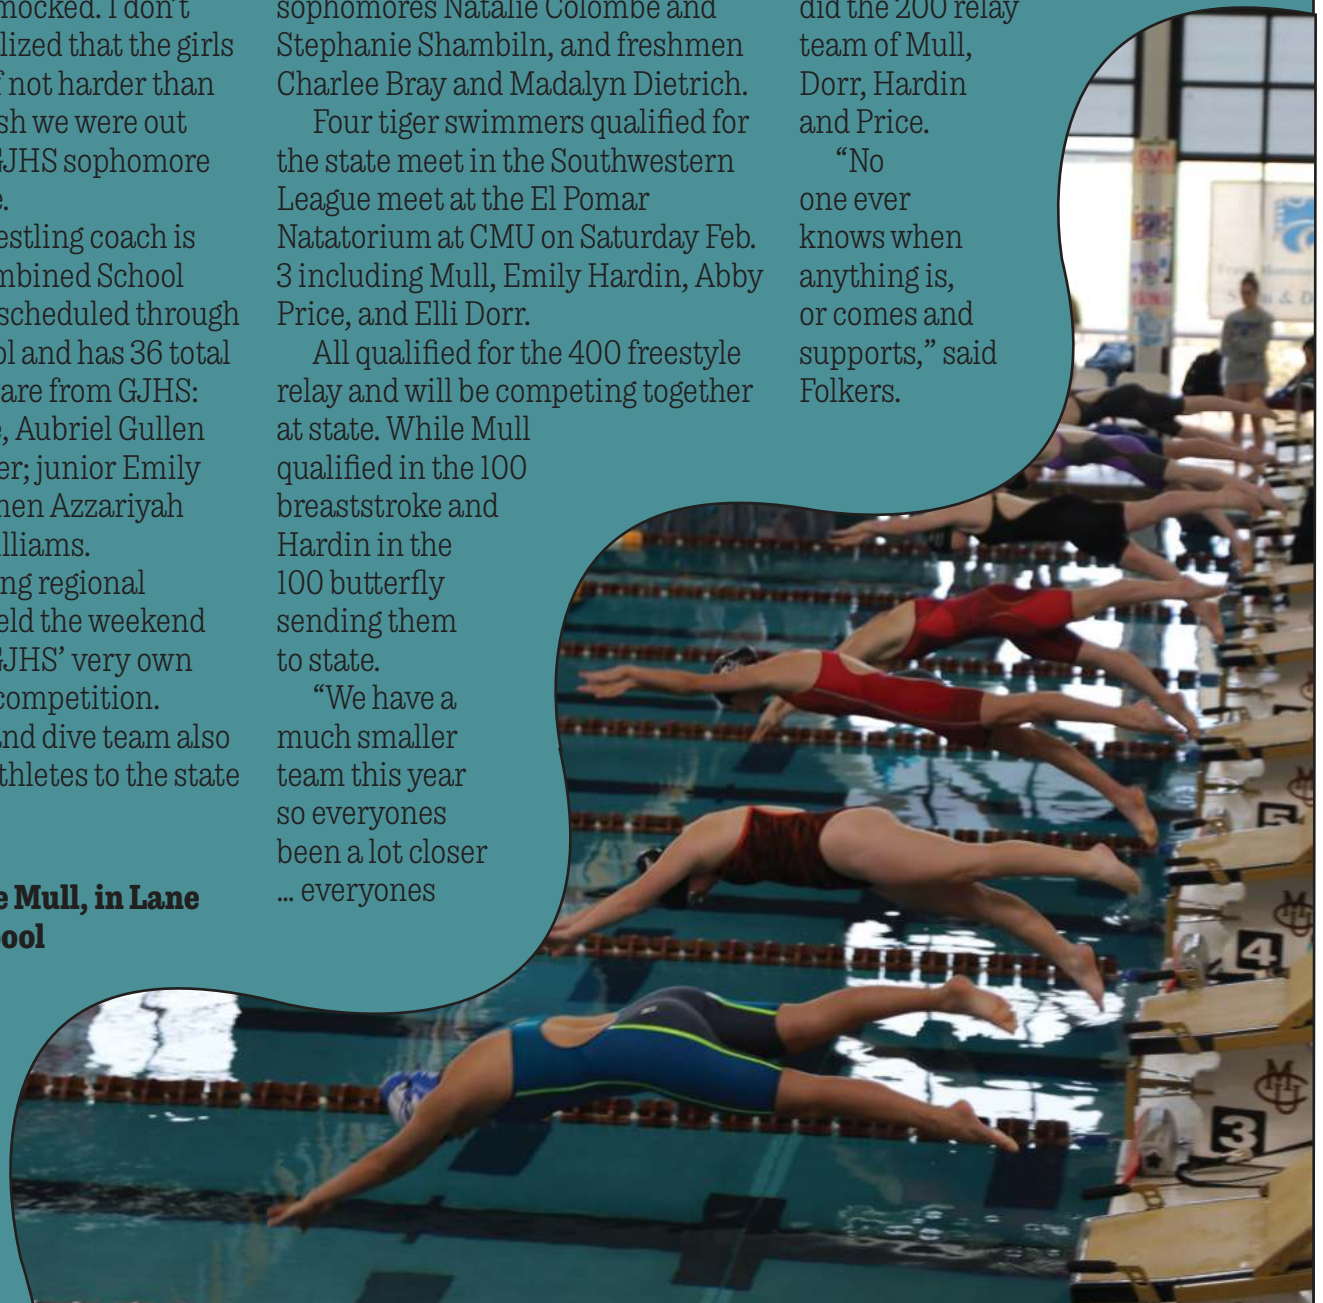 mocked. I don't
lized that the girls
f not harder than
sh we were out
GJHS sophomore
e.
estling coach is
mbined School
scheduled through
ol and has 36 total
are from GJHS:
e, Aubriel Gullen
er; junior Emily
men Azzariyah
lliams.
ng regional
eld the weekend
GJHS' very own
competition.
and dive team also
thletes to the state
e Mull, in Lane
pool
sophomores Natalie Colombe and
Stephanie Shambiln, and freshmen
Charlee Bray and Madalyn Dietrich.
Four tiger swimmers qualified for
the state meet in the Southwestern
League meet at the El Pomar
Natatorium at CMU on Saturday Feb.
3 including Mull, Emily Hardin, Abby
Price, and Elli Dorr.
All qualified for the 400 freestyle
relay and will be competing together
at state. While Mull
qualified in the 100
breaststroke and
Hardin in the
100 butterfly
sending them
to state.
"We have a
much smaller
team this year
so everyones
been a lot closer
... everyones
did the 200 relay
team of Mull,
Dorr, Hardin
and Price.
"No
one ever
knows when
anything is,
or comes and
supports," said
Folkers.
5
4
3